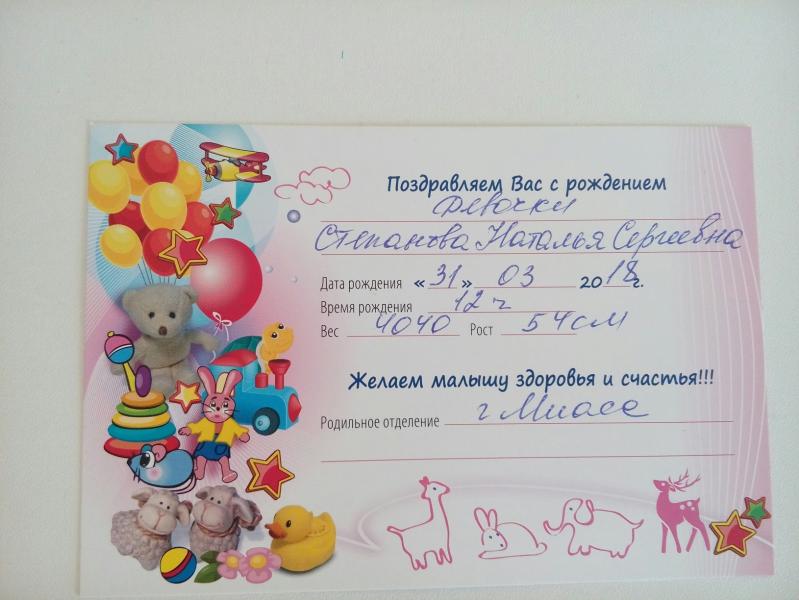 Поздравляем Вас с рождением
Девочки
Степанова Наталья Сергеевна
Дата рождения «31» 03 2018г.
Время рождения 12 ч
Вес 4040 Рост 54см
Желаем малышу здоровья и счастья!!!
Родильное отделение г Миасс